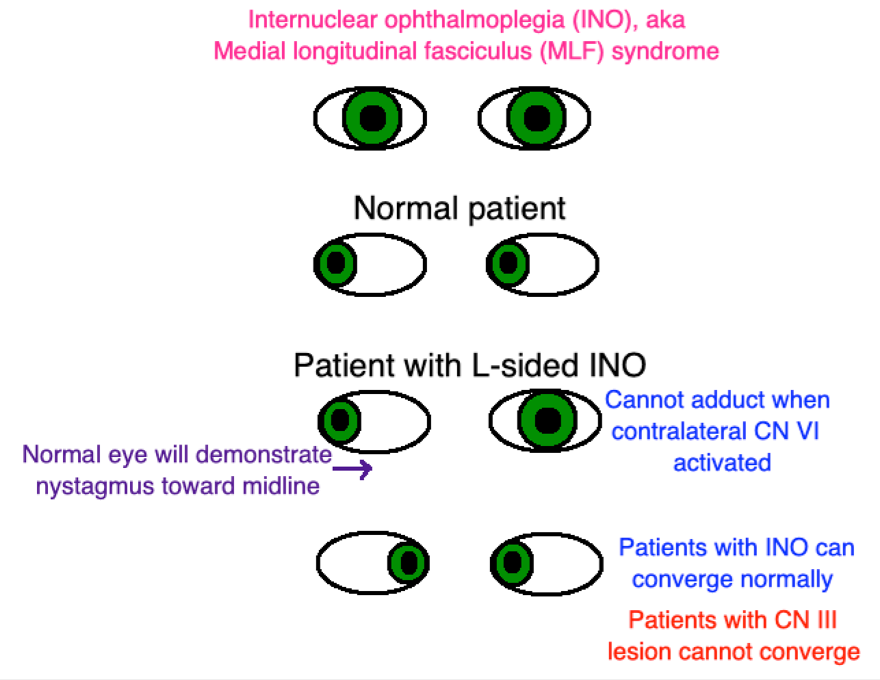 Internuclear ophthalmoplegia (INO), aka
Medial longitudinal fasciculus (MLF) syndrome
Normal patient
Patient with L-sided INO
Cannot adduct when
contralateral CN VI
activated
Normal eye will demonstrate
nystagmus toward midline
Patients with INO can
converge normally
Patients with CN III
lesion cannot converge